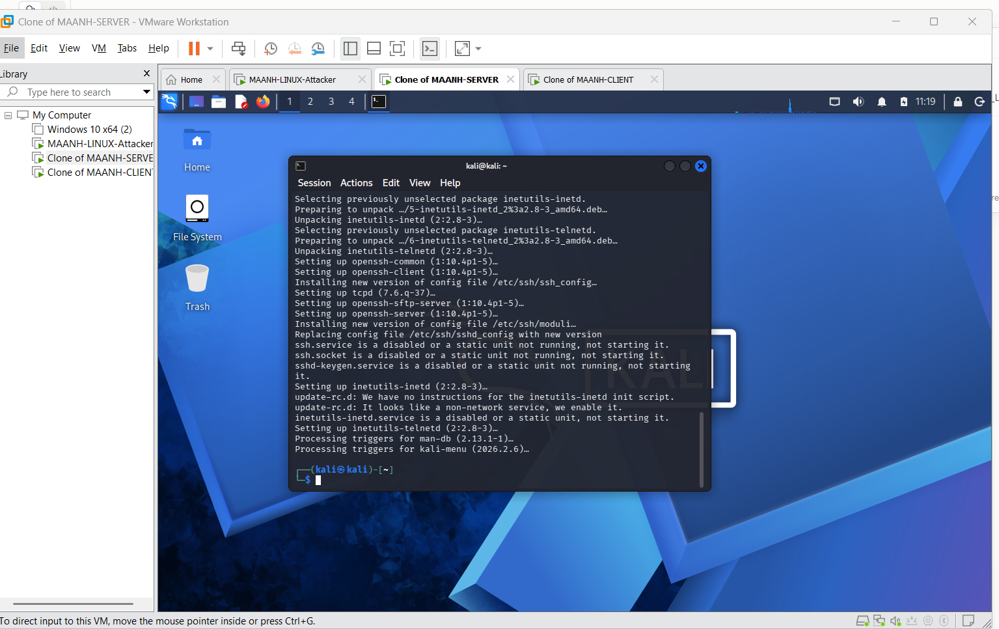 Clone of MAANH-SERVER - VMware Workstation
File Edit View VM Tabs Help
Library
Type here to search
My Computer
Windows 10 x64 (2)
MAANH-LINUX-Attacker
Clone of MAANH-SERVE
Clone of MAANH-CLIEN
Home MAANH-LINUX-Attacker Clone of MAANH-SERVER Clone of MAANH-CLIENT
1 2 3 4 11:19
Home
File System
Trash
kali@kali: ~
Session Actions Edit View Help
Selecting previously unselected package inetutils-inetd.
Preparing to unpack …/5-inetutils-inetd_2%3a2.8-3_amd64.deb…
Unpacking inetutils-inetd (2:2.8-3)…
Selecting previously unselected package inetutils-telnetd.
Preparing to unpack …/6-inetutils-telnetd_2%3a2.8-3_amd64.deb…
Unpacking inetutils-telnetd (2:2.8-3)…
Setting up openssh-common (1:10.4p1-5)…
Setting up openssh-client (1:10.4p1-5)…
Installing new version of config file /etc/ssh/ssh_config…
Setting up tcpd (7.6.q-37)…
Setting up openssh-sftp-server (1:10.4p1-5)…
Setting up openssh-server (1:10.4p1-5)…
Installing new version of config file /etc/ssh/moduli…
Replacing config file /etc/ssh/sshd_config with new version
ssh.service is a disabled or a static unit not running, not starting it.
ssh.socket is a disabled or a static unit not running, not starting it.
sshd-keygen.service is a disabled or a static unit not running, not starting
it.
Setting up inetutils-inetd (2:2.8-3)…
update-rc.d: We have no instructions for the inetutils-inetd init script.
update-rc.d: It looks like a non-network service, we enable it.
inetutils-inetd.service is a disabled or a static unit, not starting it.
Setting up inetutils-telnetd (2:2.8-3)…
Processing triggers for man-db (2.13.1-1)…
Processing triggers for kali-menu (2026.2.6)…
┌──(kali㉿kali)-[~]
└─$
KALI
To direct input to this VM, move the mouse pointer inside or press Ctrl+G.